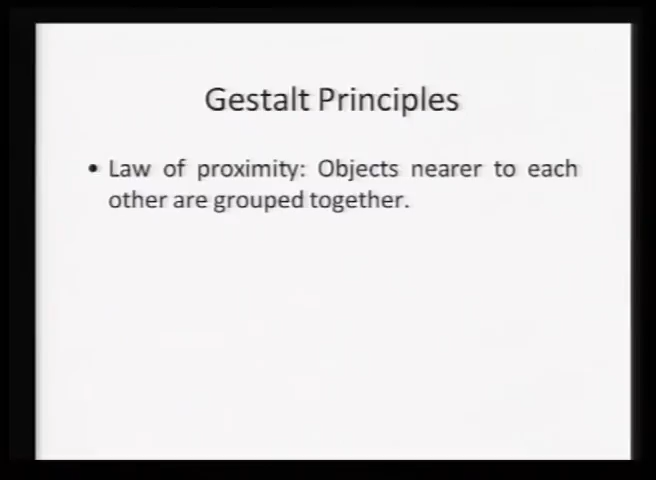 Gestalt Principles
• Law of proximity: Objects nearer to each
other are grouped together.